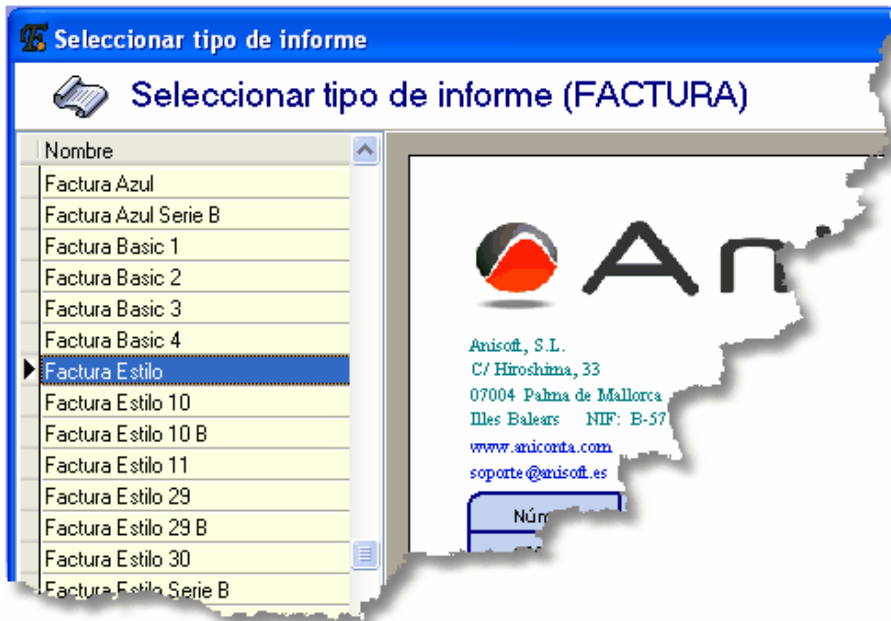 Seleccionar tipo de informe
Seleccionar tipo de informe (FACTURA)
Nombre
Factura Azul
Factura Azul Serie B
Factura Basic 1
Factura Basic 2
Factura Basic 3
Factura Basic 4
Factura Estilo
Factura Estilo 10
Factura Estilo 10 B
Factura Estilo 11
Factura Estilo 29
Factura Estilo 29 B
Factura Estilo 30
Factura Estilo Serie B
Ani
Anisoft, S.L.
C/ Hiroshima, 33
07004 Palma de Mallorca
Illes Balears NIF: B-57
www.aniconta.com
soporte@anisoft.es
Núm